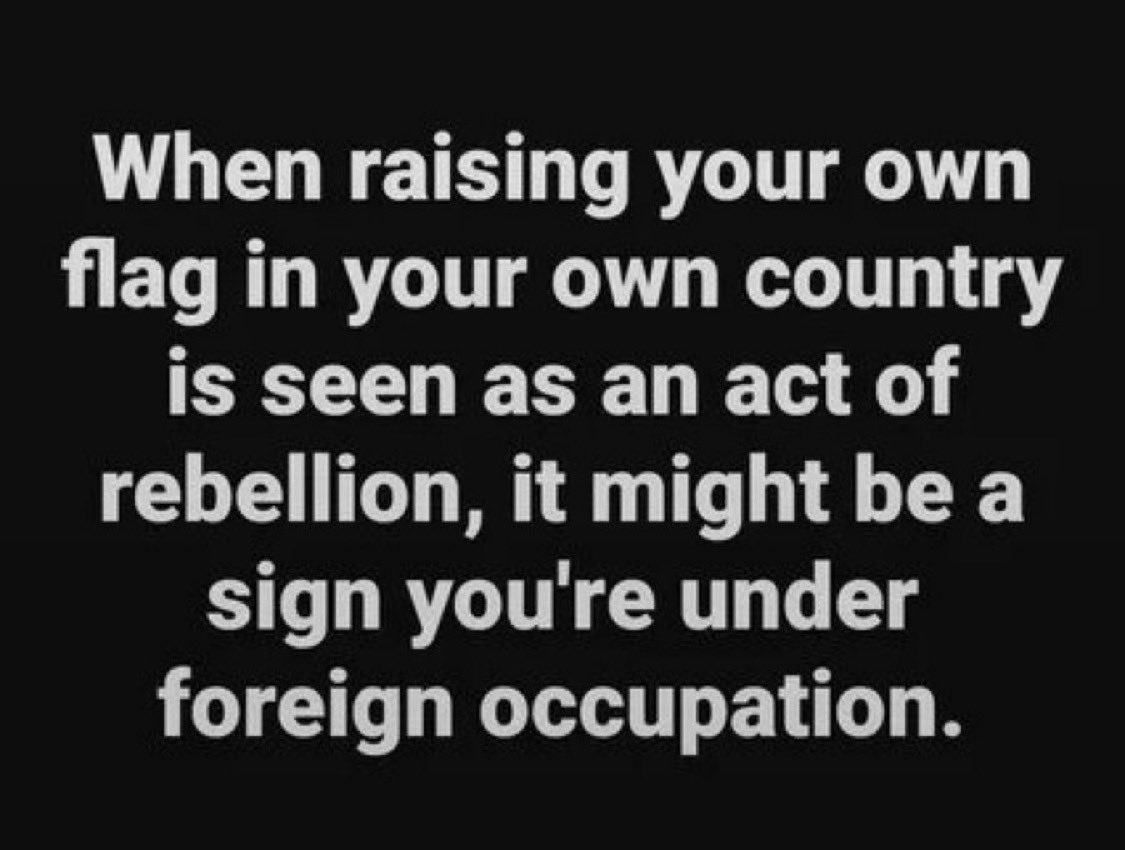 When raising your own
flag in your own country
is seen as an act of
rebellion, it might be a
sign you're under
foreign occupation.